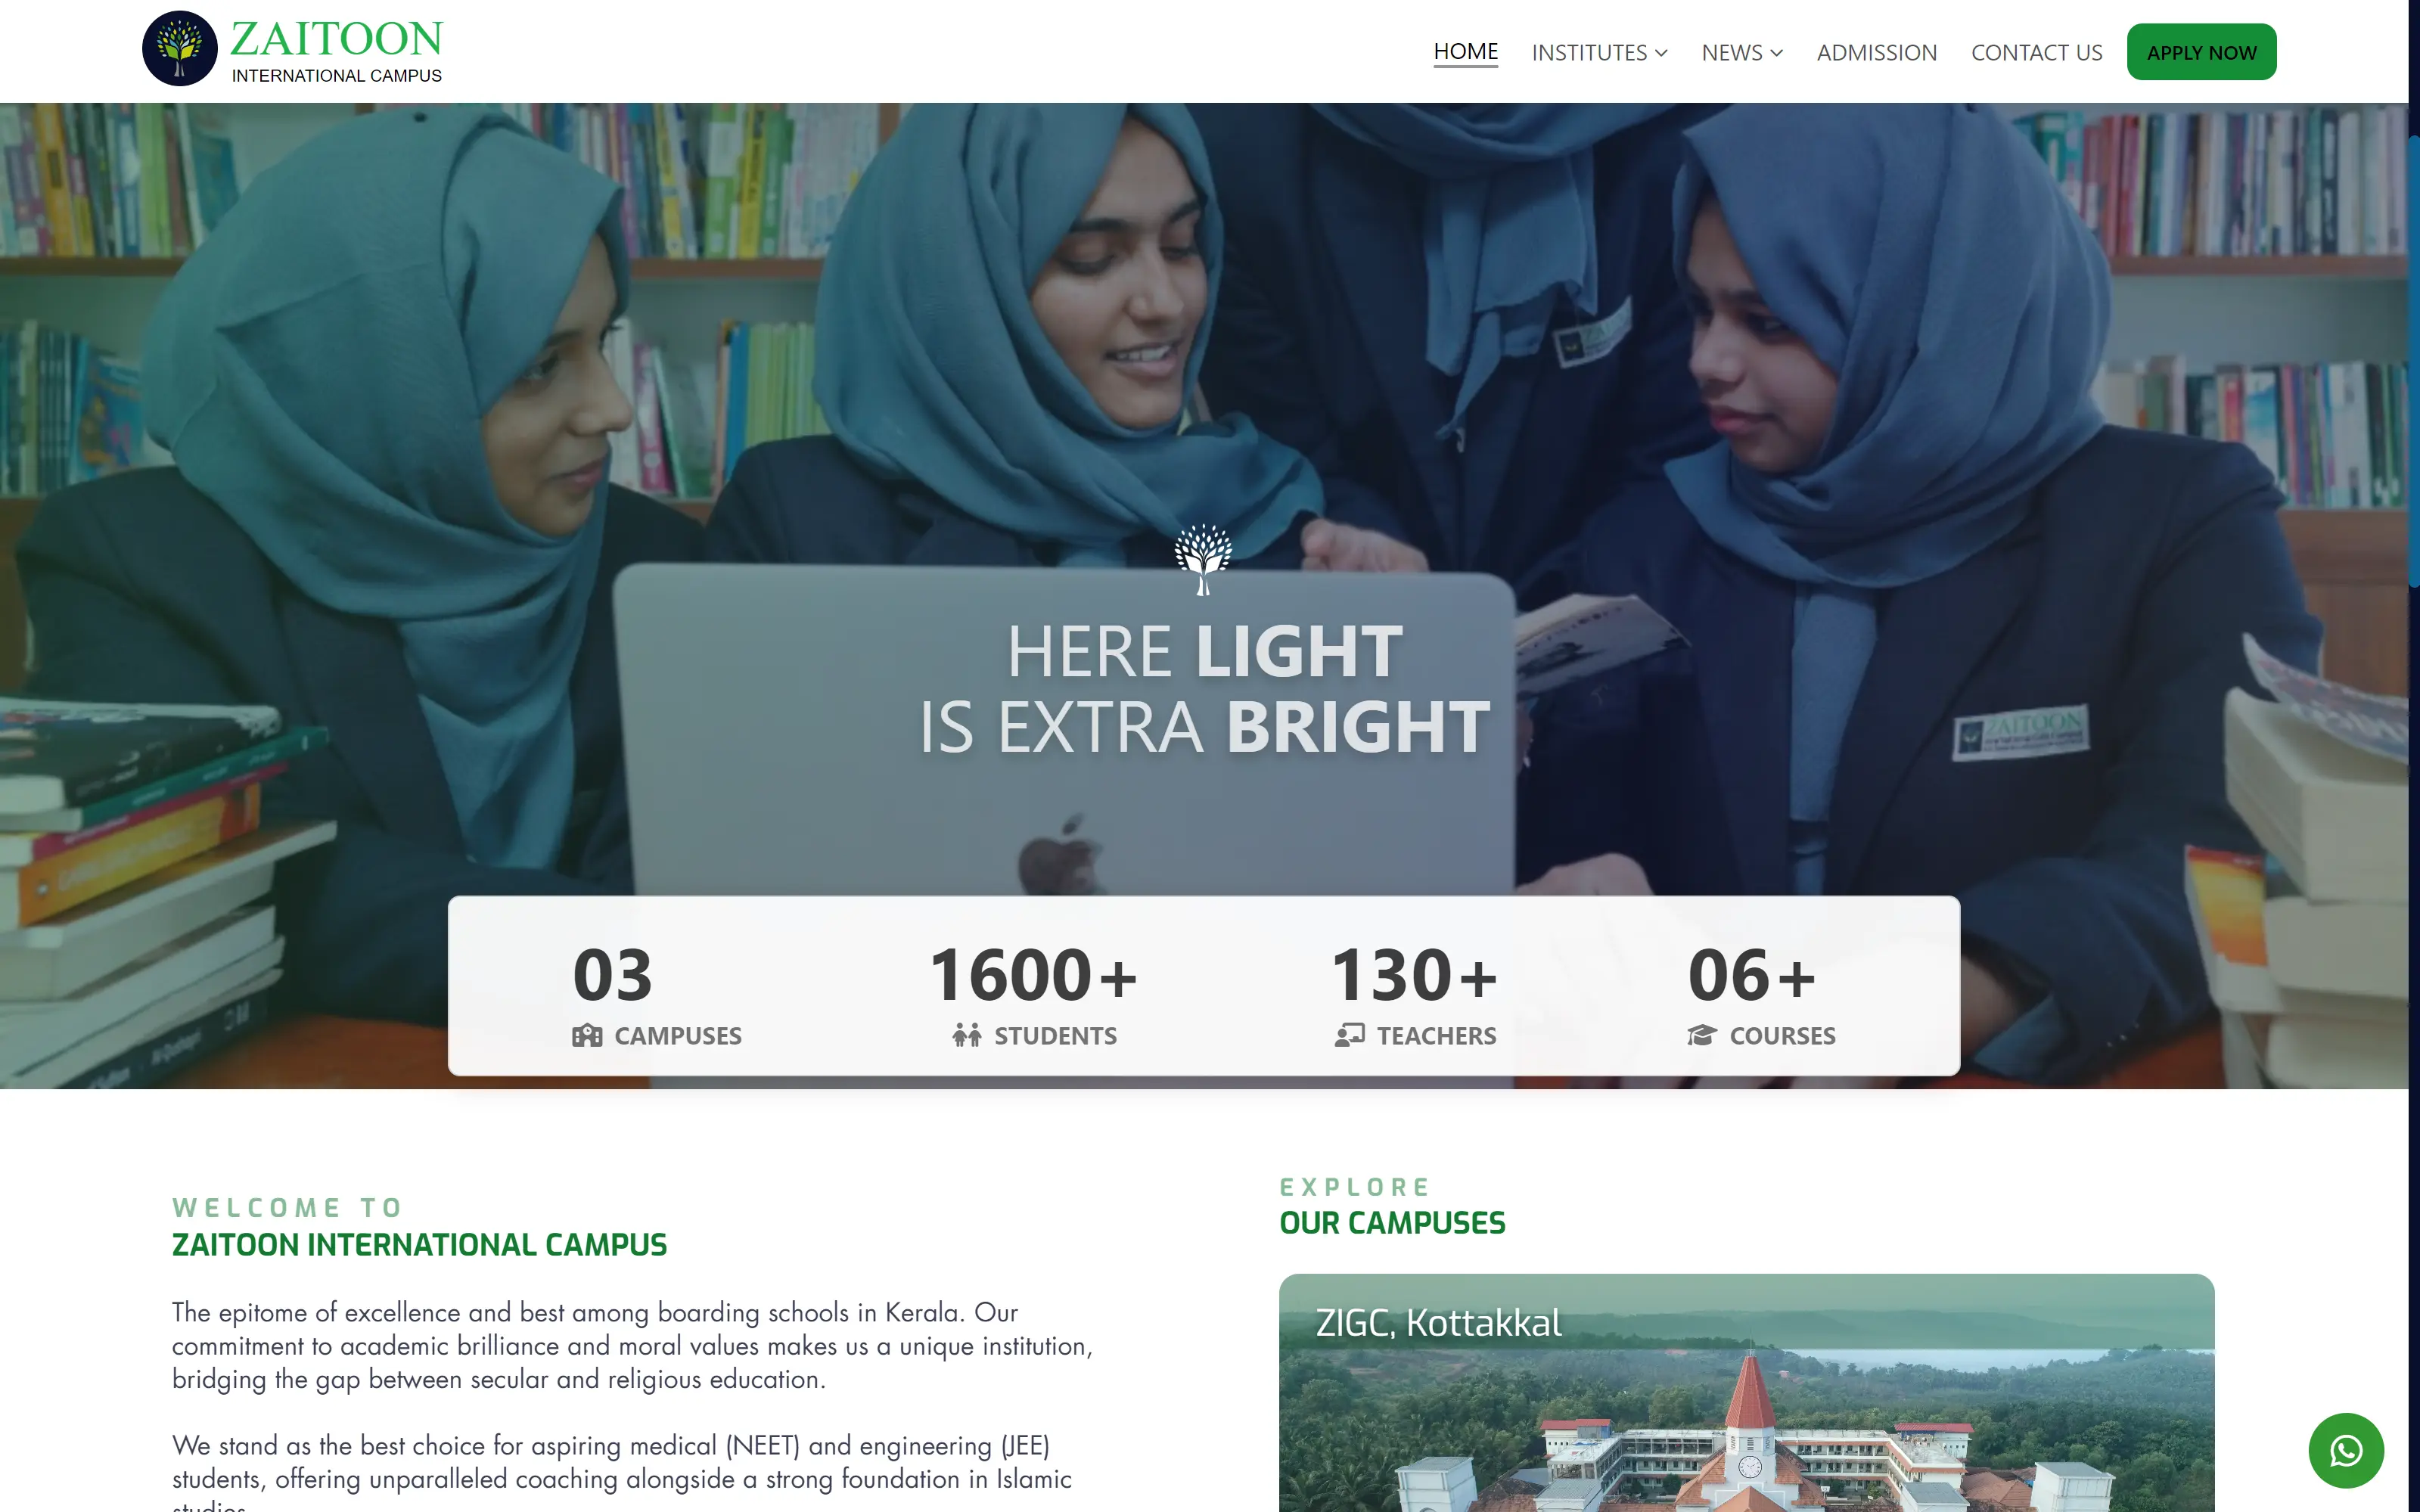 ZAITOON
INTERNATIONAL CAMPUS
HOME
INSTITUTES
NEWS
ADMISSION
CONTACT US
APPLY NOW
ZAITOON
HERE LIGHT
IS EXTRA BRIGHT
03
CAMPUSES
1600+
STUDENTS
130+
TEACHERS
06+
COURSES
WELCOME TO
ZAITOON INTERNATIONAL CAMPUS
The epitome of excellence and best among boarding schools in Kerala. Our
commitment to academic brilliance and moral values makes us a unique institution,
bridging the gap between secular and religious education.
We stand as the best choice for aspiring medical (NEET) and engineering (JEE)
students, offering unparalleled coaching alongside a strong foundation in Islamic
studies
EXPLORE
OUR CAMPUSES
ZIGC, Kottakkal